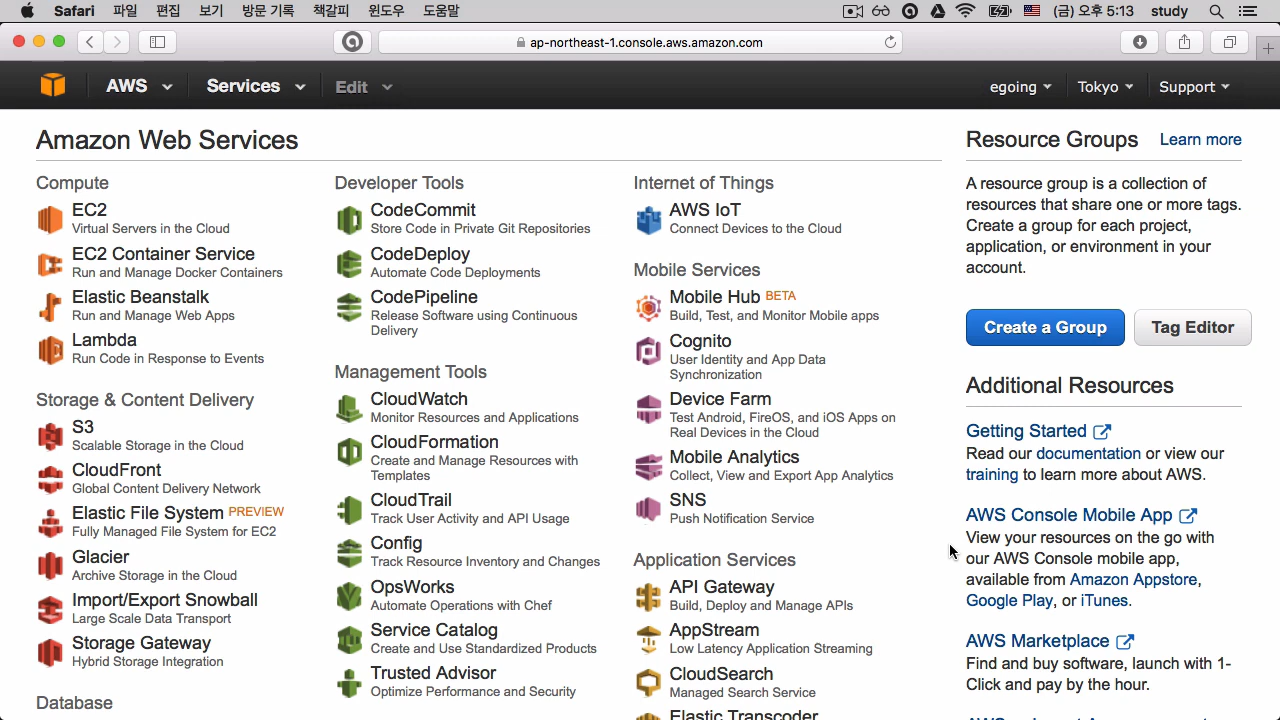 Safari 파일 편집 보기 방문 기록 책갈피 윈도우 도움말 (금) 오후 5:13 study
ap-northeast-1.console.aws.amazon.com
AWS Services Edit egoing Tokyo Support
Amazon Web Services
Compute
EC2
Virtual Servers in the Cloud
EC2 Container Service
Run and Manage Docker Containers
Elastic Beanstalk
Run and Manage Web Apps
Lambda
Run Code in Response to Events
Storage & Content Delivery
S3
Scalable Storage in the Cloud
CloudFront
Global Content Delivery Network
Elastic File System PREVIEW
Fully Managed File System for EC2
Glacier
Archive Storage in the Cloud
Import/Export Snowball
Large Scale Data Transport
Storage Gateway
Hybrid Storage Integration
Database
Developer Tools
CodeCommit
Store Code in Private Git Repositories
CodeDeploy
Automate Code Deployments
CodePipeline
Release Software using Continuous
Delivery
Management Tools
CloudWatch
Monitor Resources and Applications
CloudFormation
Create and Manage Resources with
Templates
CloudTrail
Track User Activity and API Usage
Config
Track Resource Inventory and Changes
OpsWorks
Automate Operations with Chef
Service Catalog
Create and Use Standardized Products
Trusted Advisor
Optimize Performance and Security
Internet of Things
AWS IoT
Connect Devices to the Cloud
Mobile Services
Mobile Hub BETA
Build, Test, and Monitor Mobile apps
Cognito
User Identity and App Data
Synchronization
Device Farm
Test Android, FireOS, and iOS Apps on
Real Devices in the Cloud
Mobile Analytics
Collect, View and Export App Analytics
SNS
Push Notification Service
Application Services
API Gateway
Build, Deploy and Manage APIs
AppStream
Low Latency Application Streaming
CloudSearch
Managed Search Service
Elastic Transcoder
Resource Groups Learn more
A resource group is a collection of
resources that share one or more tags.
Create a group for each project,
application, or environment in your
account.
Create a Group Tag Editor
Additional Resources
Getting Started
Read our documentation or view our
training to learn more about AWS.
AWS Console Mobile App
View your resources on the go with
our AWS Console mobile app,
available from Amazon Appstore,
Google Play, or iTunes.
AWS Marketplace
Find and buy software, launch with 1-
Click and pay by the hour.